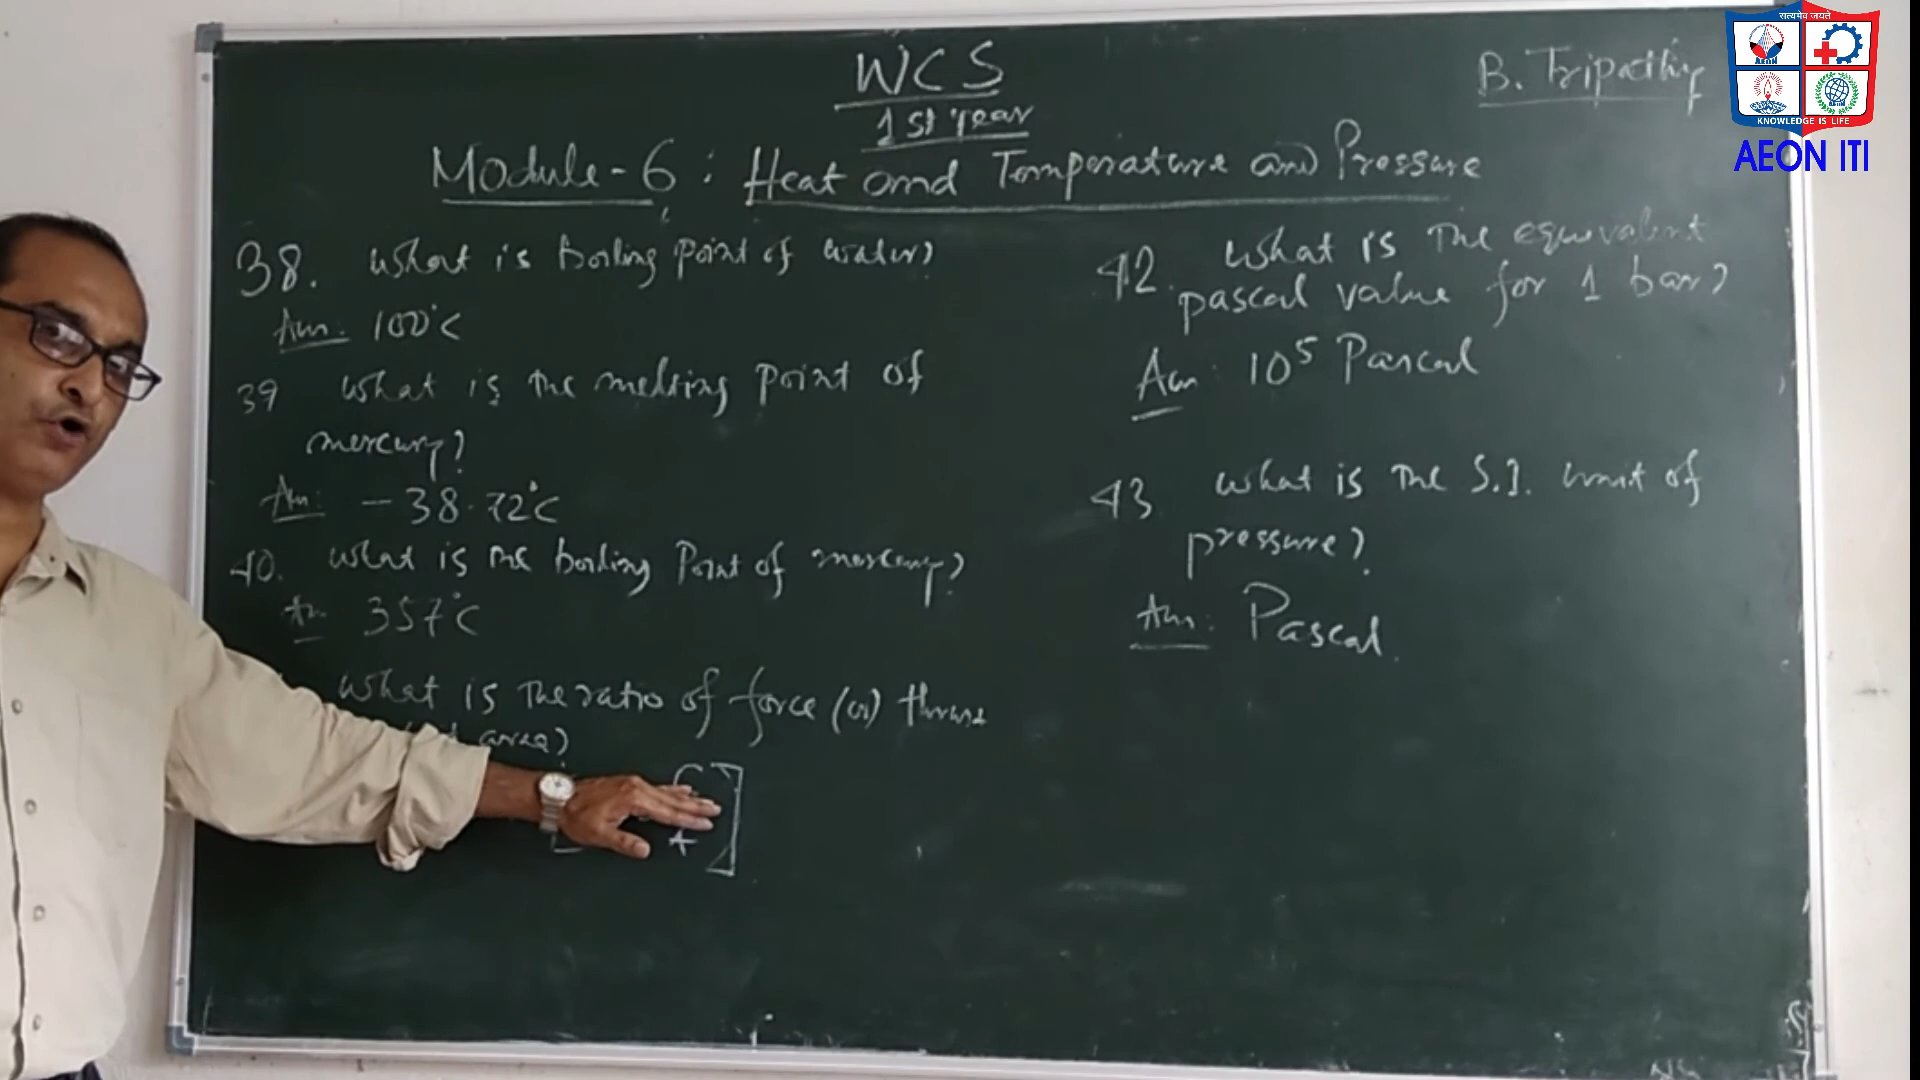 WCS
1st year
B. Tripathy
Module-6: Heat and Temperature and Pressure
38. What is boiling point of water?
Ans. 100°C
39 What is the melting point of
mercury?
Ans: -38.72°C
40. What is the boiling point of mercury?
Ans 357°C
What is the ratio of force (or) thrust
area?
42. What is the equivalent
pascal value for 1 bar?
Ans: 10⁵ Pascal
43 What is the S.I. unit of
pressure?
Ans: Pascal.
सत्यमेव जयते
AEON
KNOWLEDGE IS LIFE
AEON ITI